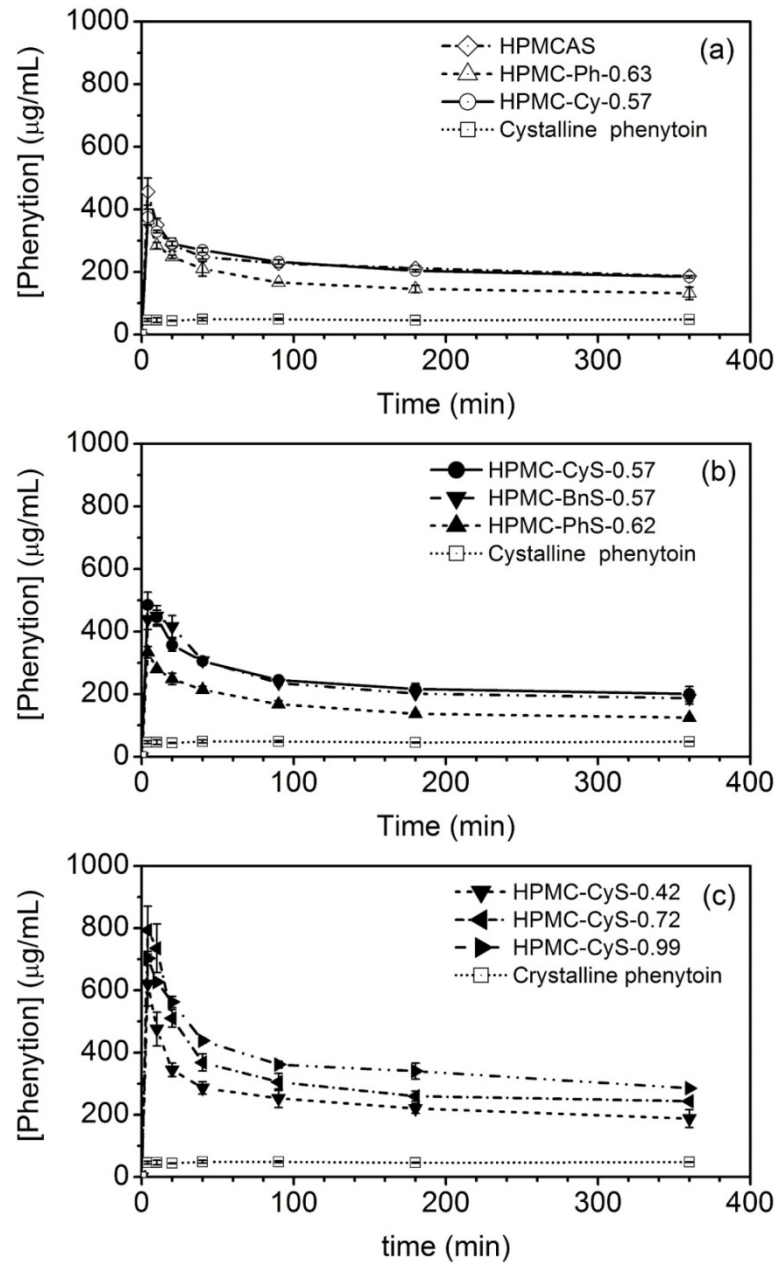 1000
800
600
400
200
0
[Phenytion] (μg/mL)
HPMCAS
HPMC-Ph-0.63
HPMC-Cy-0.57
Cystalline phenytoin
(a)
0 100 200 300 400
Time (min)
1000
800
600
400
200
0
[Phenytion] (μg/mL)
HPMC-CyS-0.57
HPMC-BnS-0.57
HPMC-PhS-0.62
Cystalline phenytoin
(b)
0 100 200 300 400
Time (min)
1000
800
600
400
200
0
[Phenytion] (μg/mL)
HPMC-CyS-0.42
HPMC-CyS-0.72
HPMC-CyS-0.99
Crystalline phenytoin
(c)
0 100 200 300 400
time (min)